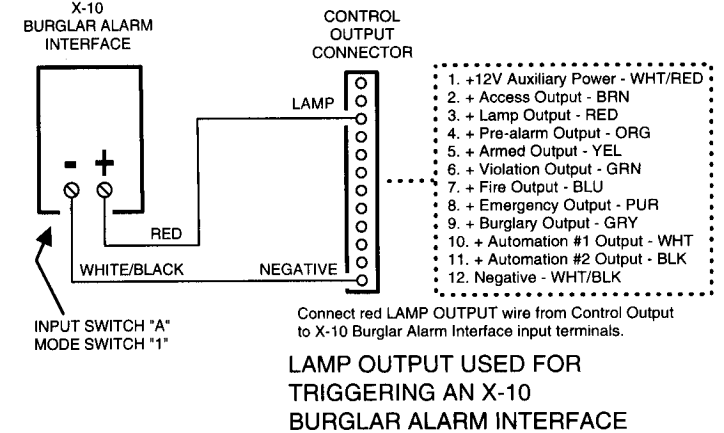 X-10
BURGLAR ALARM
INTERFACE
CONTROL
OUTPUT
CONNECTOR
LAMP
- +
RED
WHITE/BLACK
NEGATIVE
INPUT SWITCH "A"
MODE SWITCH "1"
1. +12V Auxiliary Power - WHT/RED
2. + Access Output - BRN
3. + Lamp Output - RED
4. + Pre-alarm Output - ORG
5. + Armed Output - YEL
6. + Violation Output - GRN
7. + Fire Output - BLU
8. + Emergency Output - PUR
9. + Burglary Output - GRY
10. + Automation #1 Output - WHT
11. + Automation #2 Output - BLK
12. Negative - WHT/BLK
Connect red LAMP OUTPUT wire from Control Output
to X-10 Burglar Alarm Interface input terminals.
LAMP OUTPUT USED FOR
TRIGGERING AN X-10
BURGLAR ALARM INTERFACE